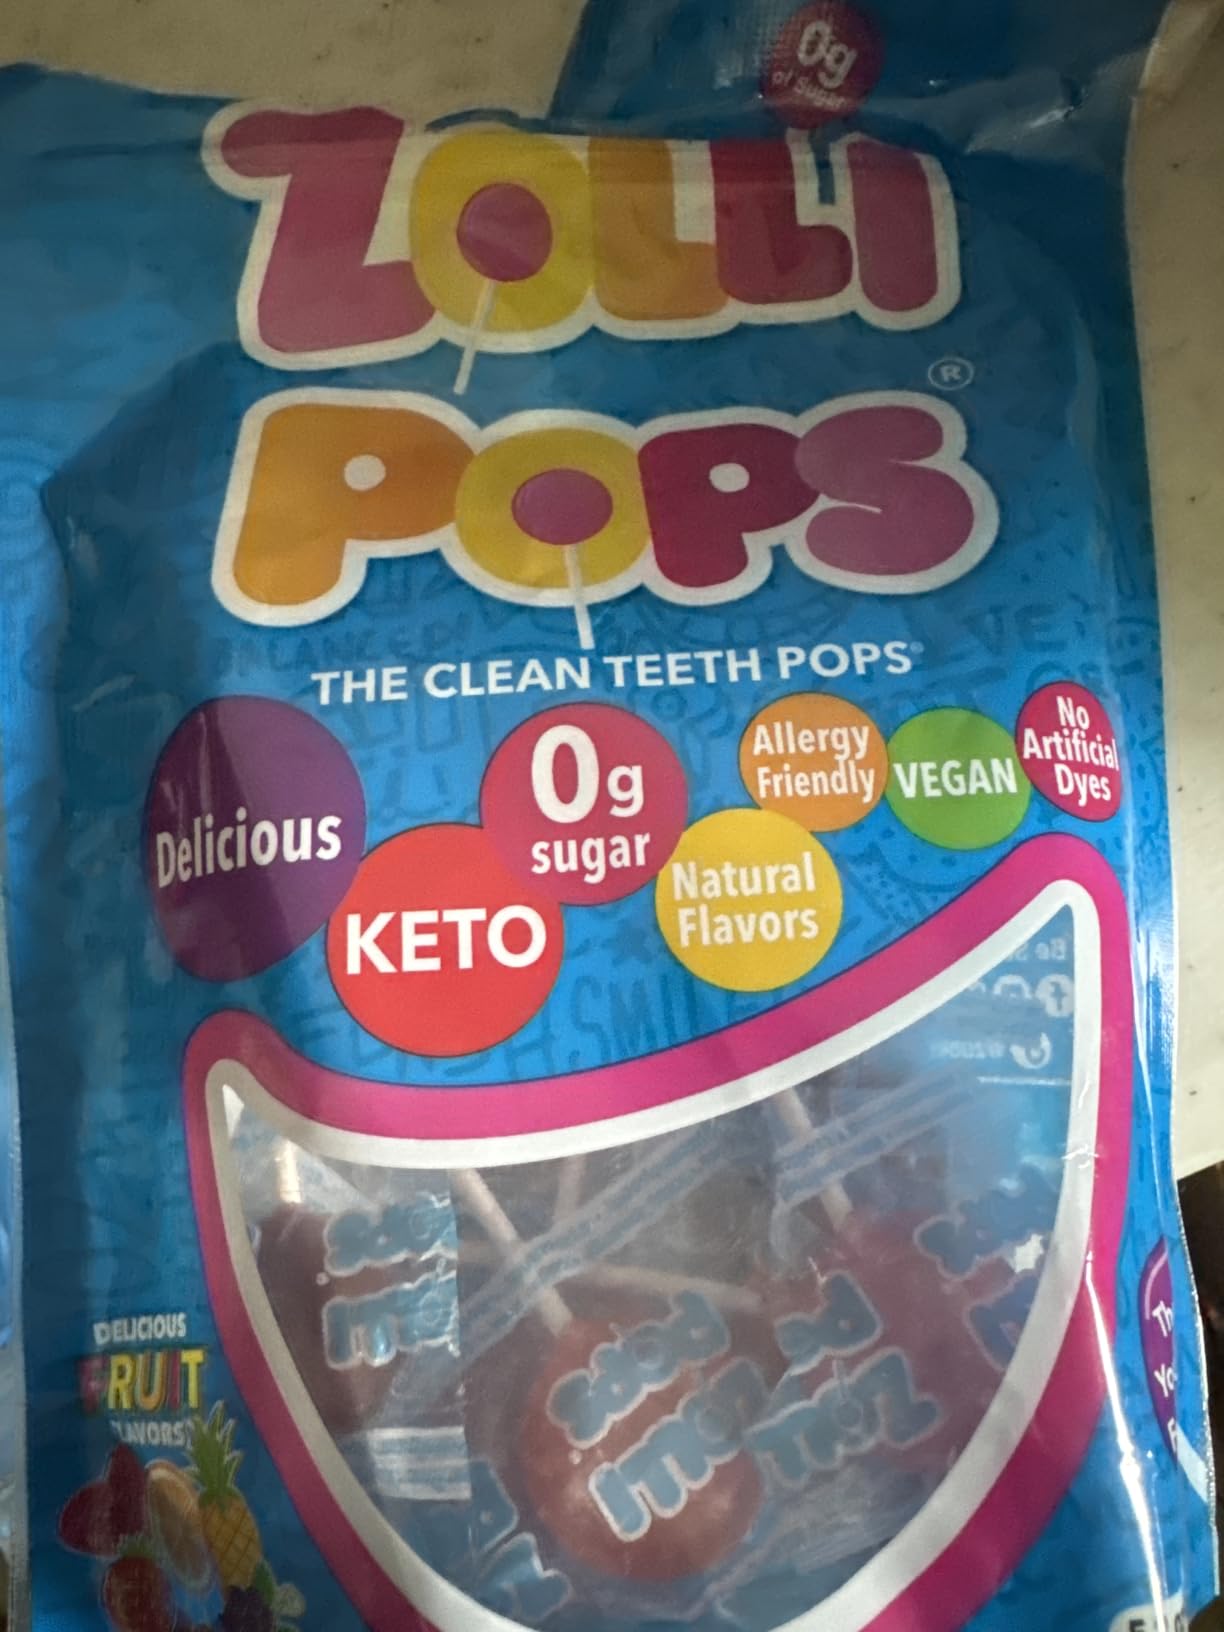 0g
of Sugar
ZOLLI
POPS®
THE CLEAN TEETH POPS®
Delicious
KETO
0g
sugar
Natural
Flavors
Allergy
Friendly
VEGAN
No
Artificial
Dyes
DELICIOUS
FRUIT
FLAVORS